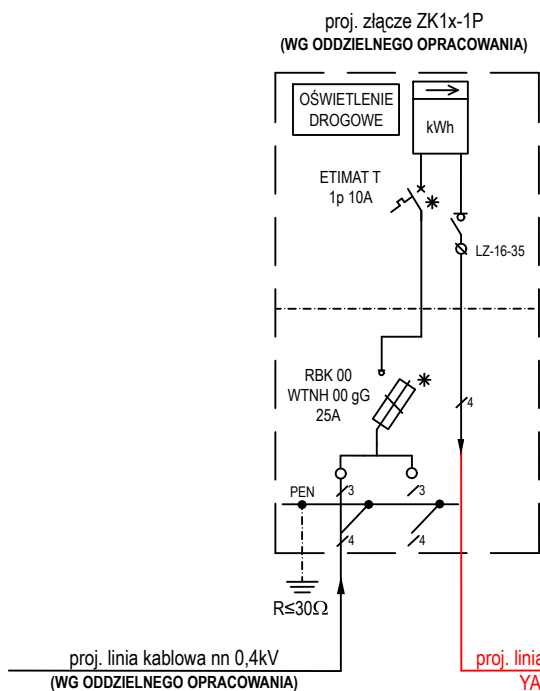 proj. złącze ZK1x-1P
(WG ODDZIELNEGO OPRACOWANIA)
OŚWIETLENIE
DROGOWE
kWh
ETIMAT T
1p 10A
LZ-16-35
RBK 00
WTNH 00 gG
25A
4
PEN
3
3
4
4
R≤30Ω
proj. linia kablowa nn 0,4kV
(WG ODDZIELNEGO OPRACOWANIA)
proj. linia
YA